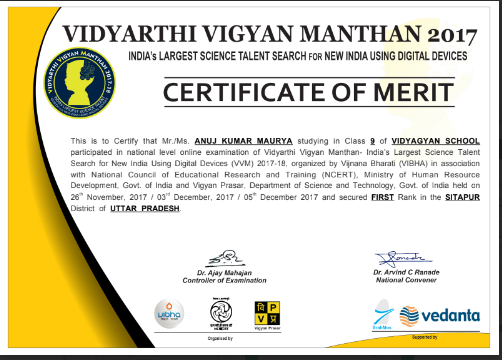 VIDYARTHI VIGYAN MANTHAN 2017
INDIA's LARGEST SCIENCE TALENT SEARCH FOR NEW INDIA USING DIGITAL DEVICES
VIDYARTHI VIGYAN MANTHAN 2017-18
CERTIFICATE OF MERIT
This is to Certify that Mr./Ms. ANUJ KUMAR MAURYA studying in Class 9 of VIDYAGYAN SCHOOL
participated in national level online examination of Vidyarthi Vigyan Manthan- India's Largest Science Talent
Search for New India Using Digital Devices (VVM) 2017-18, organized by Vijnana Bharati (VIBHA) in association
with National Council of Educational Research and Training (NCERT), Ministry of Human Resource
Development, Govt. of India and Vigyan Prasar, Department of Science and Technology, Govt. of India held on
26th November, 2017 / 03rd December, 2017 / 05th December 2017 and secured FIRST Rank in the SITAPUR
District of UTTAR PRADESH.
Dr. Ajay Mahajan
Controller of Examination
Dr. Arvind C Ranade
National Convener
vibha
वि P
V प्र
Vigyan Prasar
vedanta
Organised by
Supported by